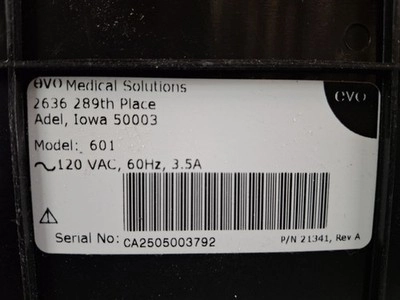 evo Medical Solutions
evo
2636 289th Place
Adel, Iowa 50003
Model: 601
~120 VAC, 60Hz, 3.5A
Serial No: CA2505003792
P/N 21341, Rev A